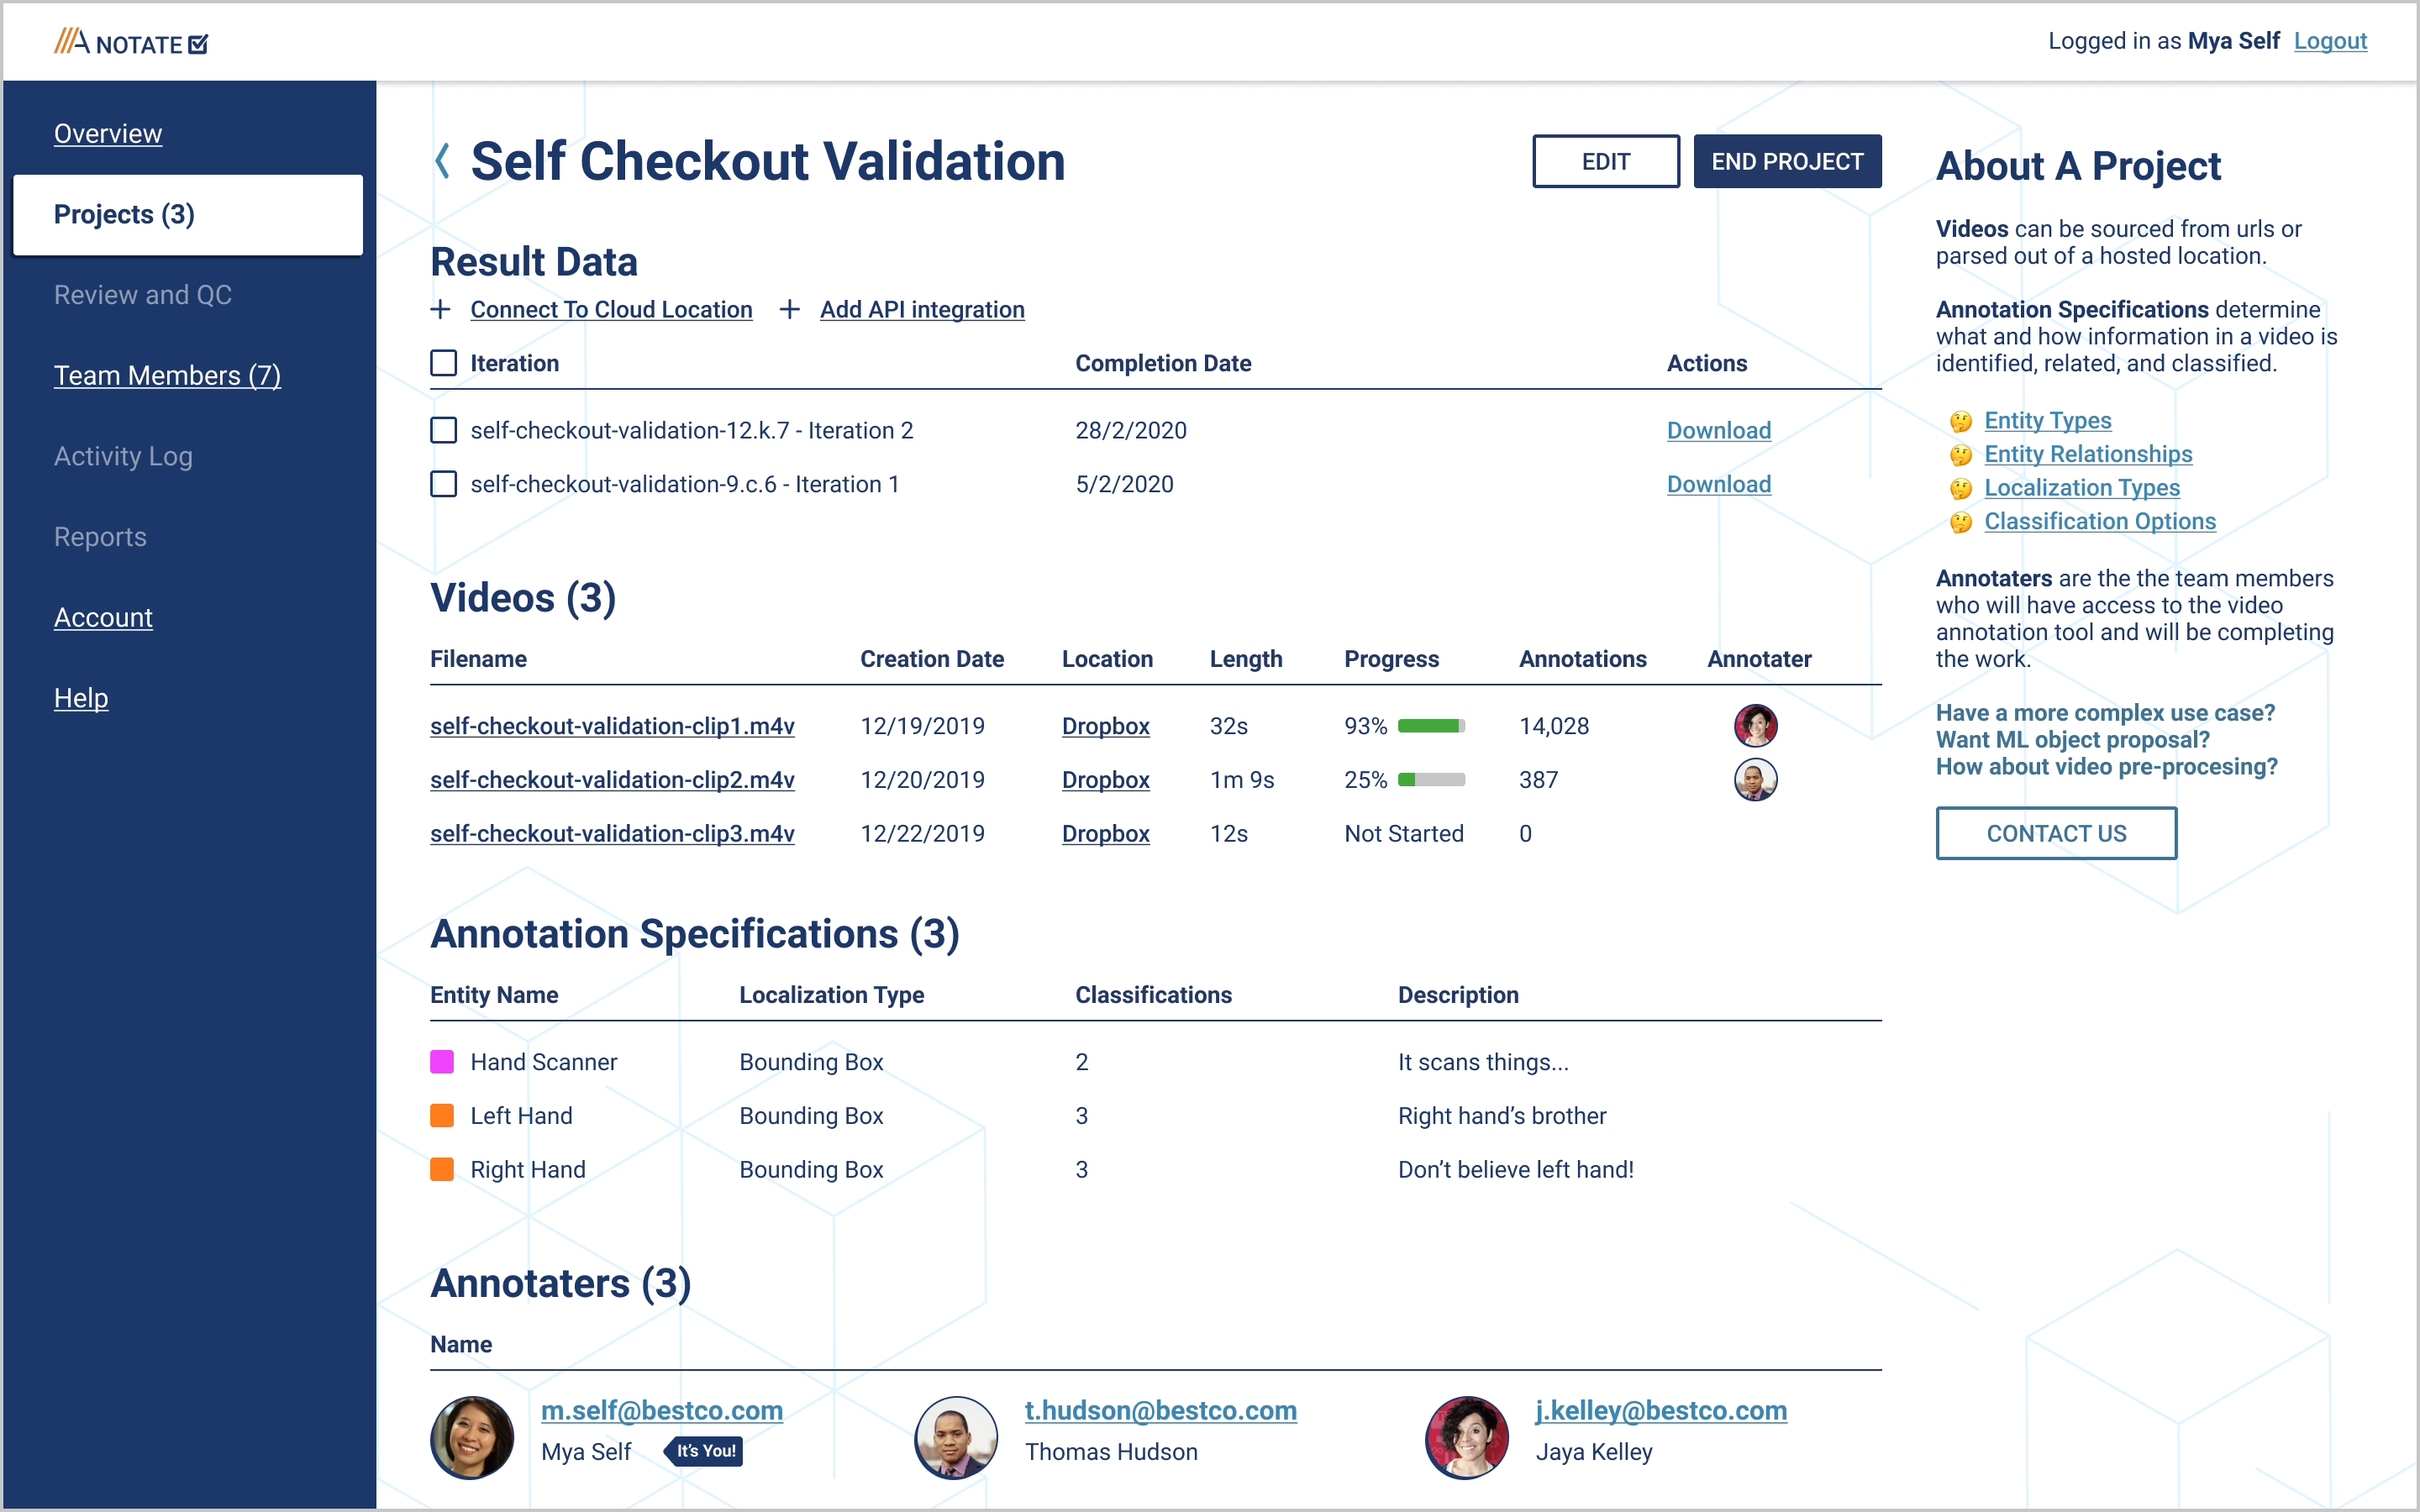 A NOTATE
Logged in as Mya Self Logout
Overview
Projects (3)
Review and QC
Team Members (7)
Activity Log
Reports
Account
Help
Self Checkout Validation
EDIT
END PROJECT
Result Data
+ Connect To Cloud Location + Add API integration
Iteration Completion Date Actions
self-checkout-validation-12.k.7 - Iteration 2 28/2/2020 Download
self-checkout-validation-9.c.6 - Iteration 1 5/2/2020 Download
Videos (3)
Filename Creation Date Location Length Progress Annotations Annotater
self-checkout-validation-clip1.m4v 12/19/2019 Dropbox 32s 93% 14,028
self-checkout-validation-clip2.m4v 12/20/2019 Dropbox 1m 9s 25% 387
self-checkout-validation-clip3.m4v 12/22/2019 Dropbox 12s Not Started 0
Annotation Specifications (3)
Entity Name Localization Type Classifications Description
Hand Scanner Bounding Box 2 It scans things...
Left Hand Bounding Box 3 Right hand’s brother
Right Hand Bounding Box 3 Don’t believe left hand!
Annotaters (3)
Name
m.self@bestco.com
Mya Self It’s You!
t.hudson@bestco.com
Thomas Hudson
j.kelley@bestco.com
Jaya Kelley
About A Project
Videos can be sourced from urls or
parsed out of a hosted location.
Annotation Specifications determine
what and how information in a video is
identified, related, and classified.
🤔 Entity Types
🤔 Entity Relationships
🤔 Localization Types
🤔 Classification Options
Annotaters are the the team members
who will have access to the video
annotation tool and will be completing
the work.
Have a more complex use case?
Want ML object proposal?
How about video pre-procesing?
CONTACT US